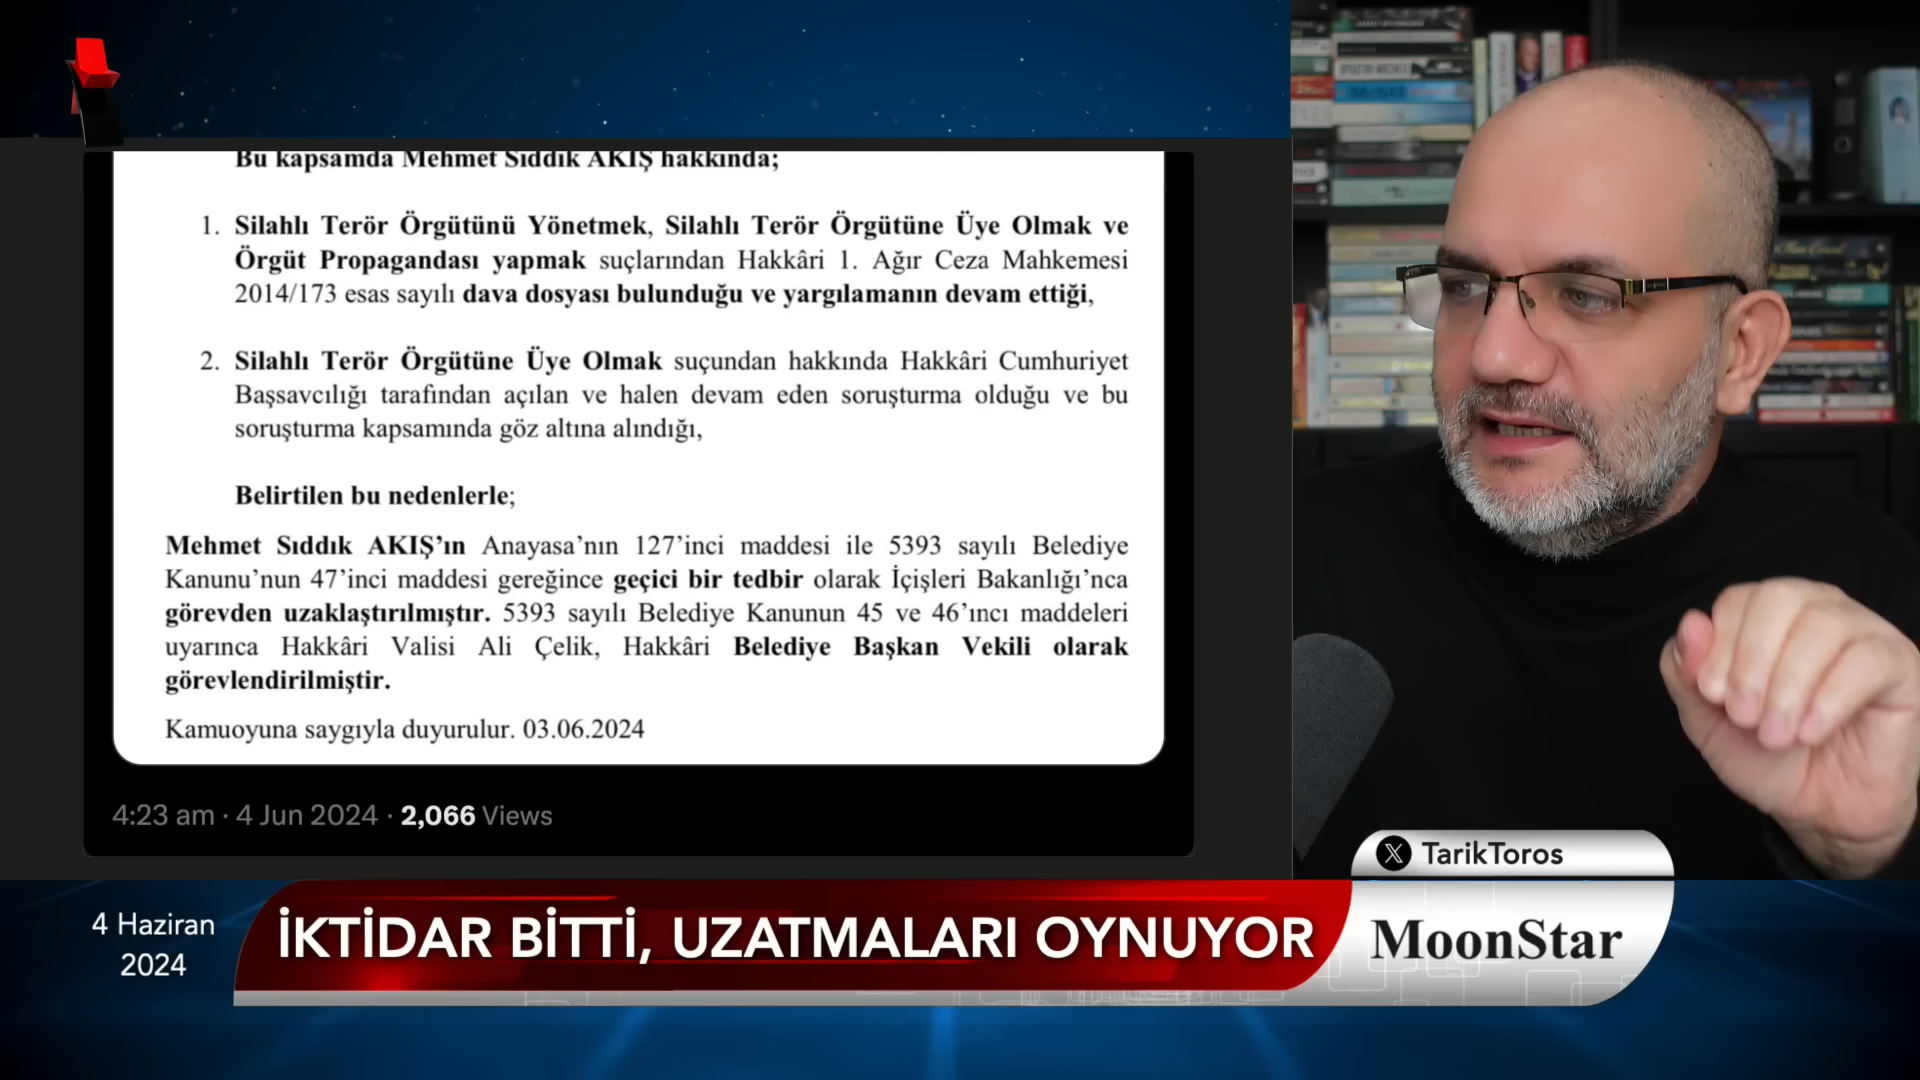 Bu kapsamda Mehmet Sıddık AKIŞ hakkında;
1. Silahlı Terör Örgütünü Yönetmek, Silahlı Terör Örgütüne Üye Olmak ve
Örgüt Propagandası yapmak suçlarından Hakkâri 1. Ağır Ceza Mahkemesi
2014/173 esas sayılı dava dosyası bulunduğu ve yargılamanın devam ettiği,
2. Silahlı Terör Örgütüne Üye Olmak suçundan hakkında Hakkâri Cumhuriyet
Başsavcılığı tarafından açılan ve halen devam eden soruşturma olduğu ve bu
soruşturma kapsamında göz altına alındığı,
Belirtilen bu nedenlerle;
Mehmet Sıddık AKIŞ’ın Anayasa’nın 127’inci maddesi ile 5393 sayılı Belediye
Kanunu’nun 47’inci maddesi gereğince geçici bir tedbir olarak İçişleri Bakanlığı’nca
görevden uzaklaştırılmıştır. 5393 sayılı Belediye Kanunun 45 ve 46’ıncı maddeleri
uyarınca Hakkâri Valisi Ali Çelik, Hakkâri Belediye Başkan Vekili olarak
görevlendirilmiştir.
Kamuoyuna saygıyla duyurulur. 03.06.2024
4:23 am · 4 Jun 2024 · 2,066 Views
TarikToros
4 Haziran
2024
İKTİDAR BİTTİ, UZATMALARI OYNUYOR
MoonStar